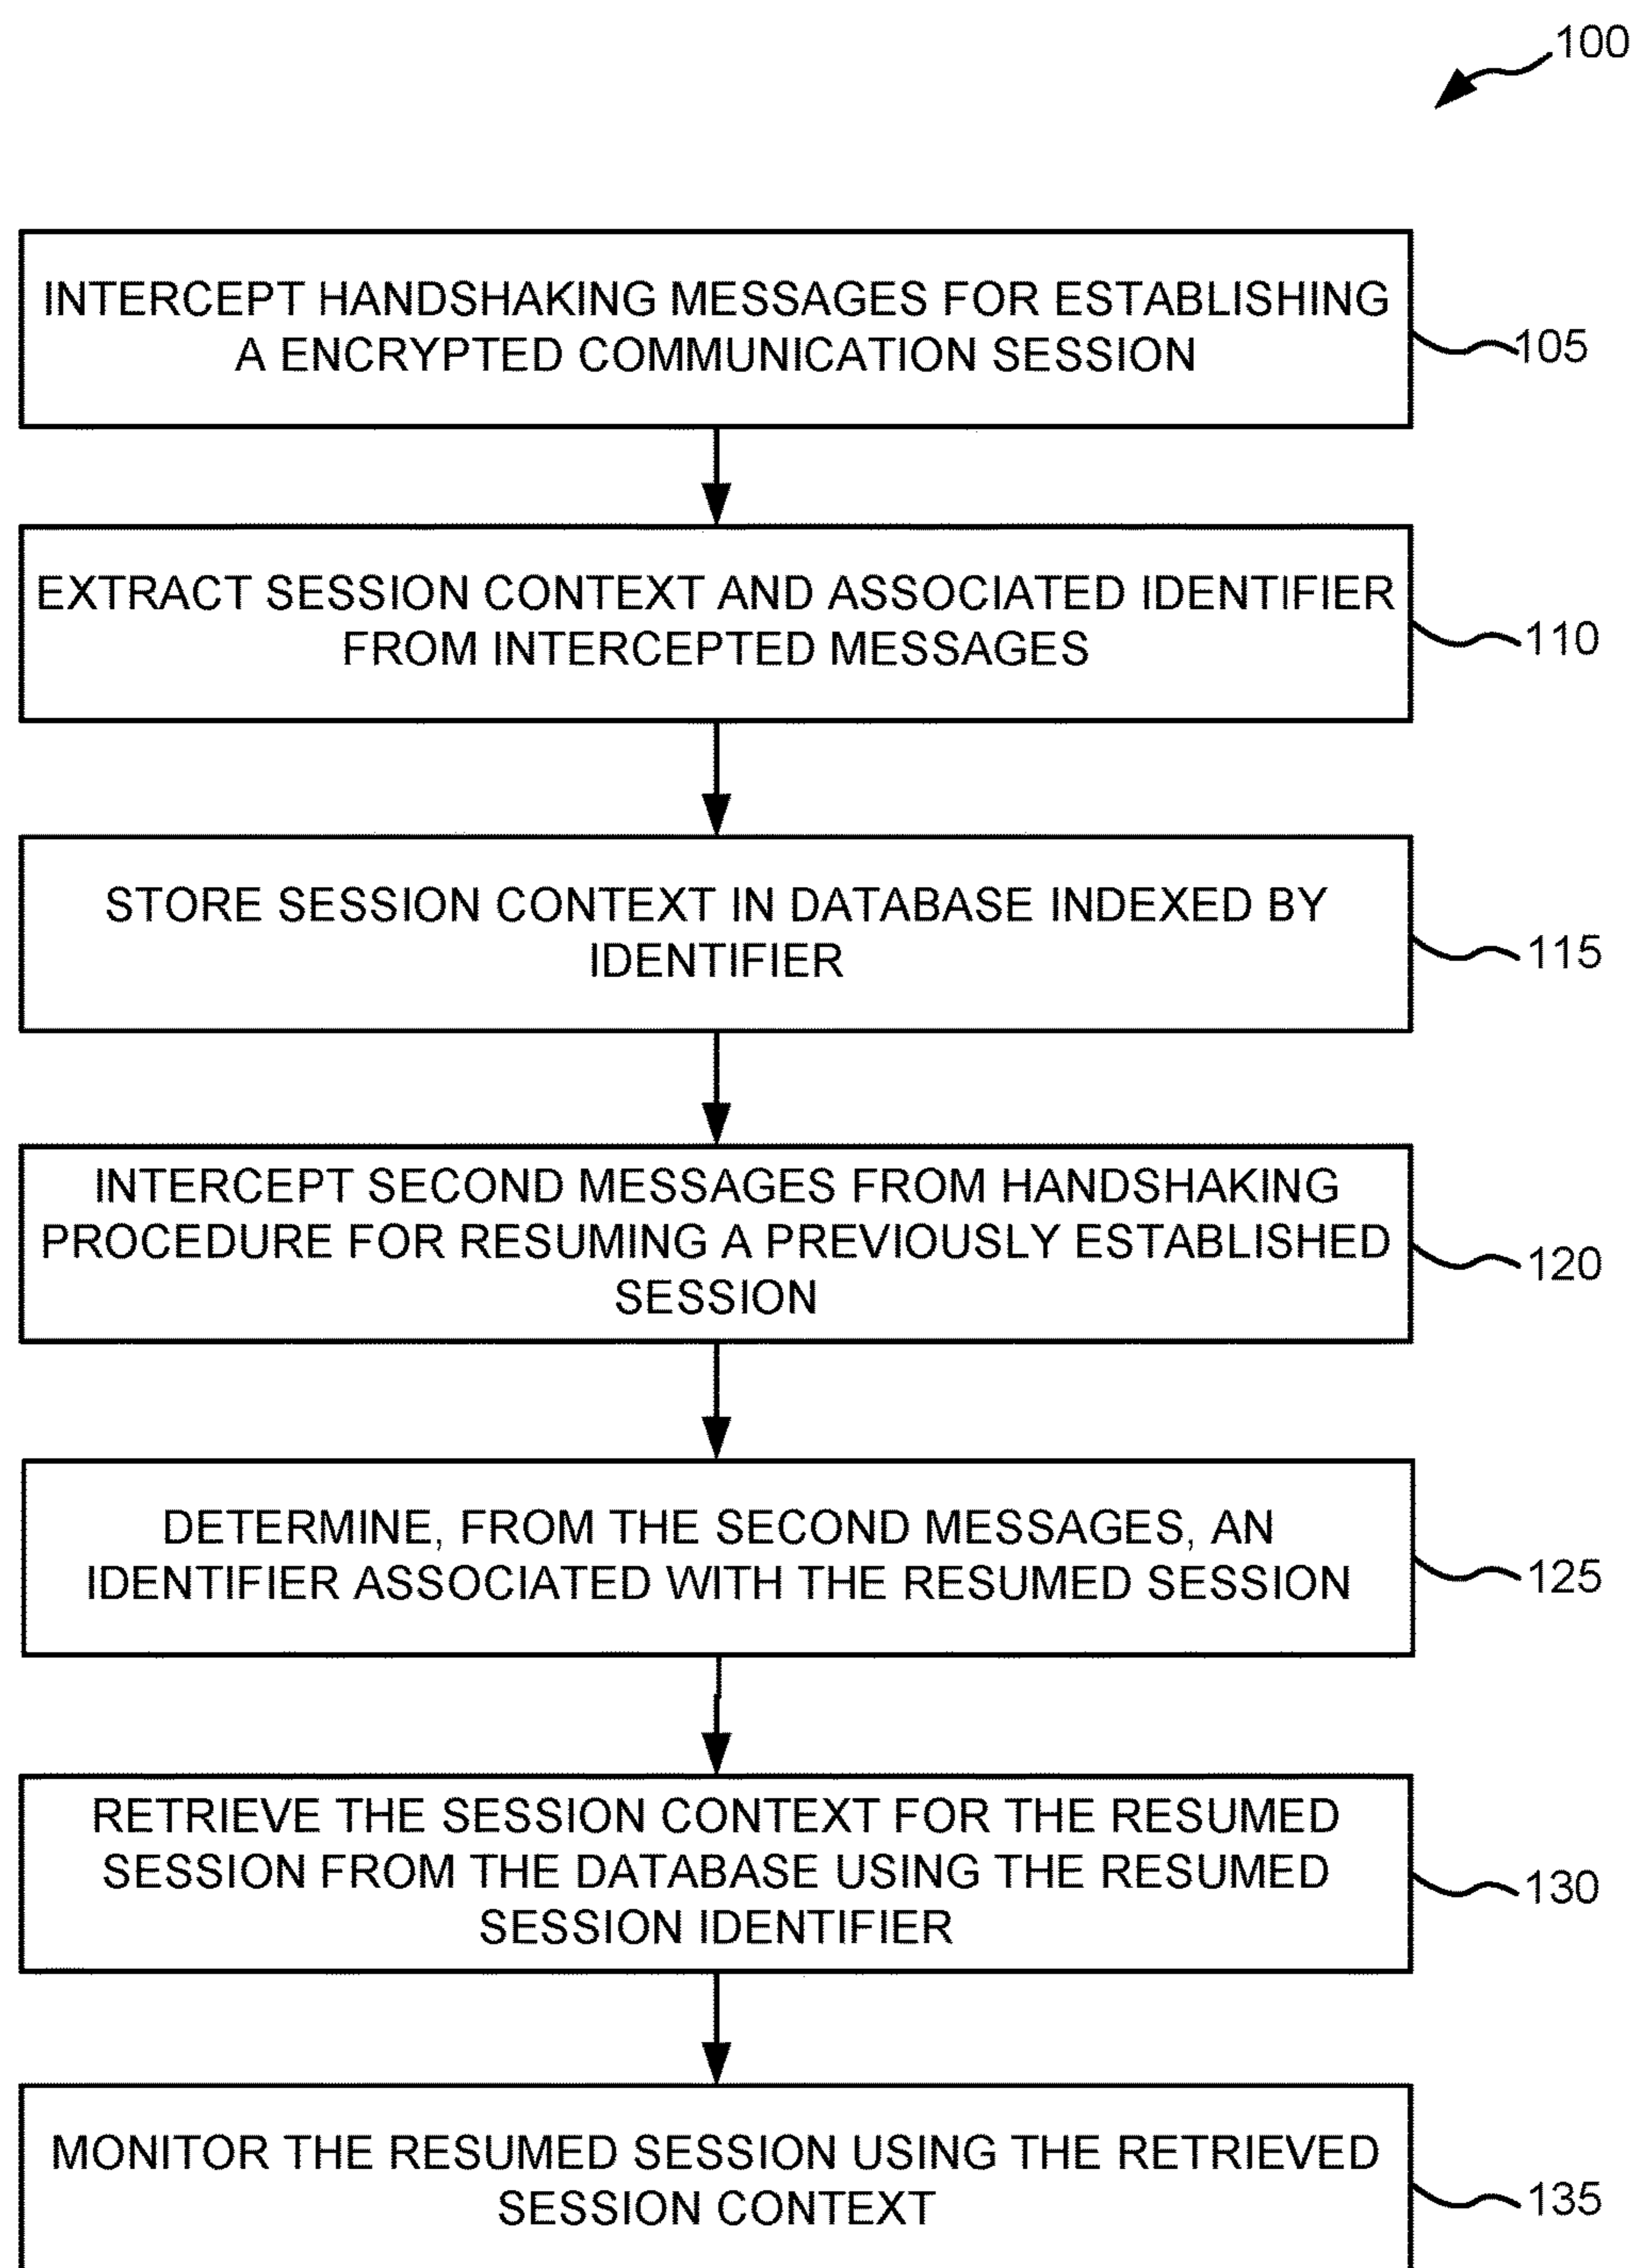 100
INTERCEPT HANDSHAKING MESSAGES FOR ESTABLISHING
A ENCRYPTED COMMUNICATION SESSION
105
EXTRACT SESSION CONTEXT AND ASSOCIATED IDENTIFIER
FROM INTERCEPTED MESSAGES
110
STORE SESSION CONTEXT IN DATABASE INDEXED BY
IDENTIFIER
115
INTERCEPT SECOND MESSAGES FROM HANDSHAKING
PROCEDURE FOR RESUMING A PREVIOUSLY ESTABLISHED
SESSION
120
DETERMINE, FROM THE SECOND MESSAGES, AN
IDENTIFIER ASSOCIATED WITH THE RESUMED SESSION
125
RETRIEVE THE SESSION CONTEXT FOR THE RESUMED
SESSION FROM THE DATABASE USING THE RESUMED
SESSION IDENTIFIER
130
MONITOR THE RESUMED SESSION USING THE RETRIEVED
SESSION CONTEXT
135